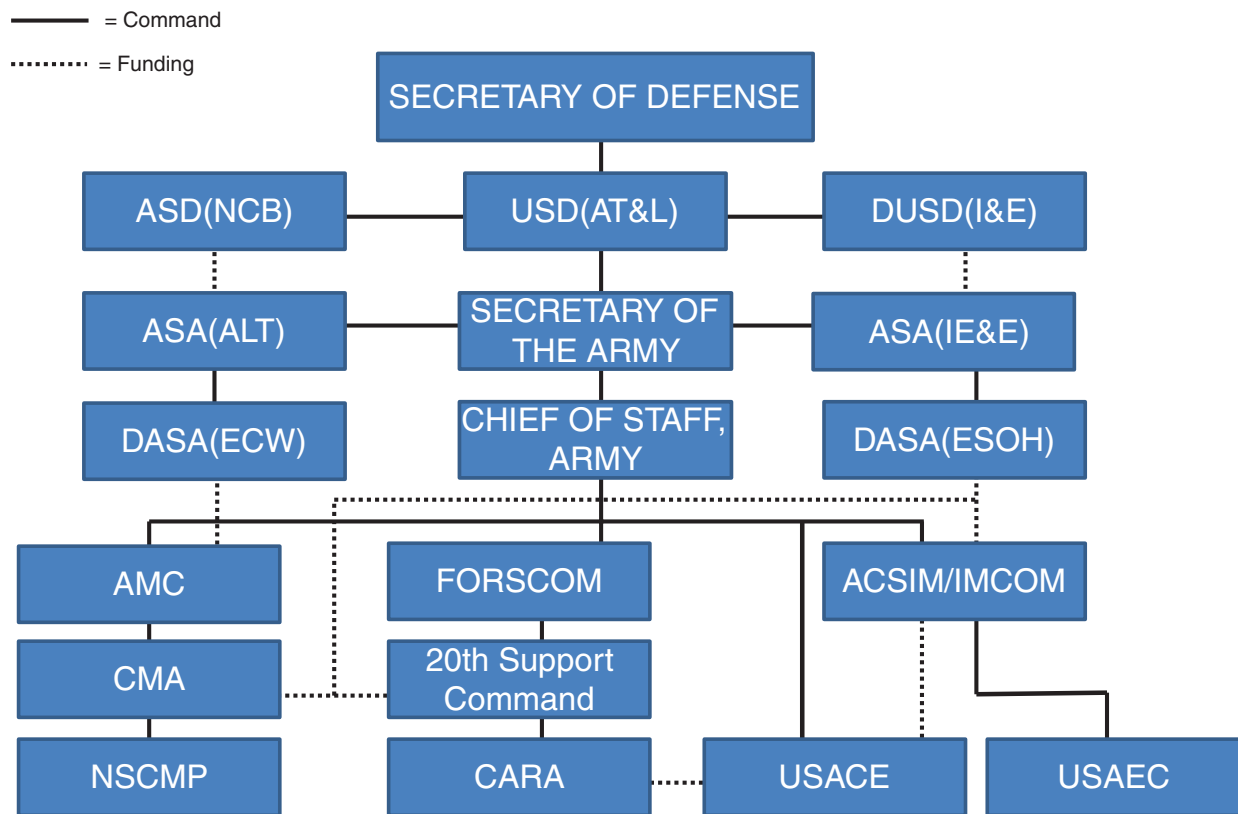 = Command
= Funding
SECRETARY OF DEFENSE
ASD(NCB)
USD(AT&L)
DUSD(I&E)
ASA(ALT)
SECRETARY OF
THE ARMY
ASA(IE&E)
DASA(ECW)
CHIEF OF STAFF,
ARMY
DASA(ESOH)
AMC
FORSCOM
ACSIM/IMCOM
CMA
20th Support
Command
NSCMP
CARA
USACE
USAEC